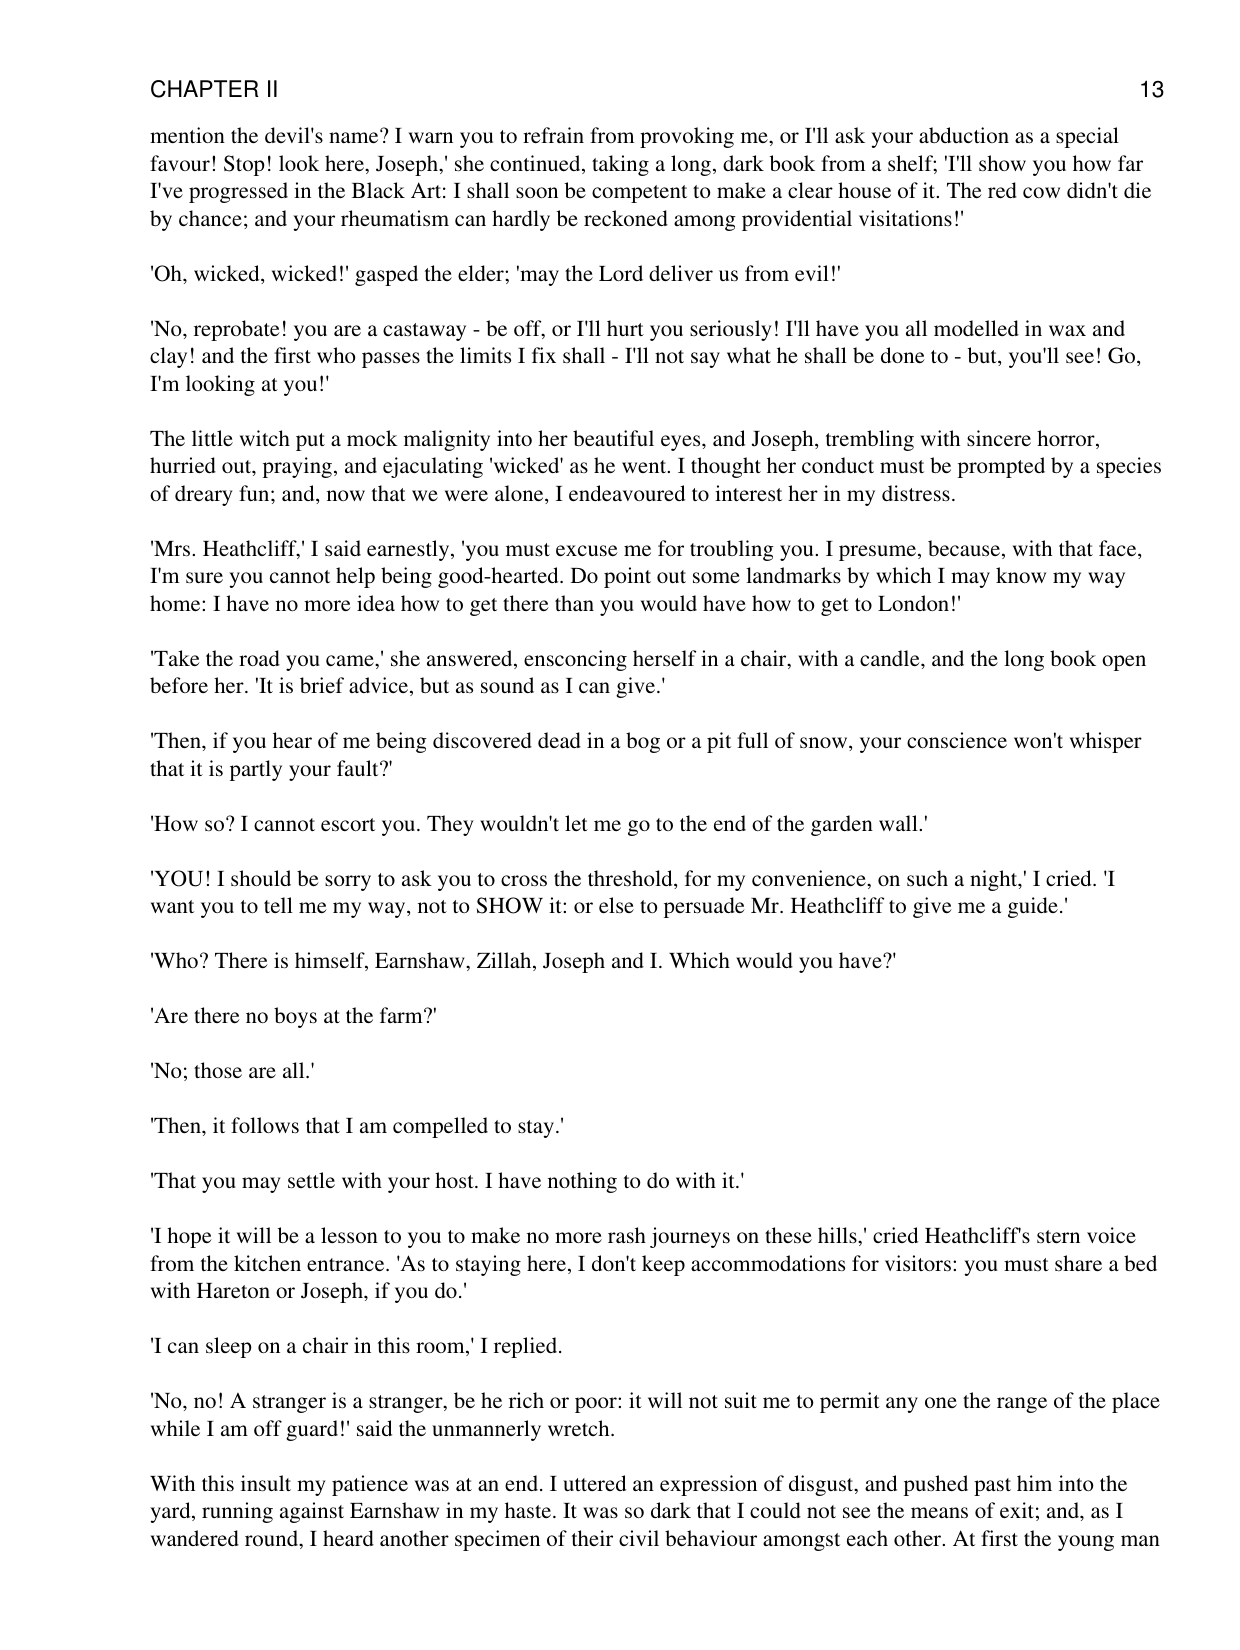 CHAPTER II 13
mention the devil's name? I warn you to refrain from provoking me, or I'll ask your abduction as a special
favour! Stop! look here, Joseph,' she continued, taking a long, dark book from a shelf; 'I'll show you how far
I've progressed in the Black Art: I shall soon be competent to make a clear house of it. The red cow didn't die
by chance; and your rheumatism can hardly be reckoned among providential visitations!'
'Oh, wicked, wicked!' gasped the elder; 'may the Lord deliver us from evil!'
'No, reprobate! you are a castaway - be off, or I'll hurt you seriously! I'll have you all modelled in wax and
clay! and the first who passes the limits I fix shall - I'll not say what he shall be done to - but, you'll see! Go,
I'm looking at you!'
The little witch put a mock malignity into her beautiful eyes, and Joseph, trembling with sincere horror,
hurried out, praying, and ejaculating 'wicked' as he went. I thought her conduct must be prompted by a species
of dreary fun; and, now that we were alone, I endeavoured to interest her in my distress.
'Mrs. Heathcliff,' I said earnestly, 'you must excuse me for troubling you. I presume, because, with that face,
I'm sure you cannot help being good-hearted. Do point out some landmarks by which I may know my way
home: I have no more idea how to get there than you would have how to get to London!'
'Take the road you came,' she answered, ensconcing herself in a chair, with a candle, and the long book open
before her. 'It is brief advice, but as sound as I can give.'
'Then, if you hear of me being discovered dead in a bog or a pit full of snow, your conscience won't whisper
that it is partly your fault?'
'How so? I cannot escort you. They wouldn't let me go to the end of the garden wall.'
'YOU! I should be sorry to ask you to cross the threshold, for my convenience, on such a night,' I cried. 'I
want you to tell me my way, not to SHOW it: or else to persuade Mr. Heathcliff to give me a guide.'
'Who? There is himself, Earnshaw, Zillah, Joseph and I. Which would you have?'
'Are there no boys at the farm?'
'No; those are all.'
'Then, it follows that I am compelled to stay.'
'That you may settle with your host. I have nothing to do with it.'
'I hope it will be a lesson to you to make no more rash journeys on these hills,' cried Heathcliff's stern voice
from the kitchen entrance. 'As to staying here, I don't keep accommodations for visitors: you must share a bed
with Hareton or Joseph, if you do.'
'I can sleep on a chair in this room,' I replied.
'No, no! A stranger is a stranger, be he rich or poor: it will not suit me to permit any one the range of the place
while I am off guard!' said the unmannerly wretch.
With this insult my patience was at an end. I uttered an expression of disgust, and pushed past him into the
yard, running against Earnshaw in my haste. It was so dark that I could not see the means of exit; and, as I
wandered round, I heard another specimen of their civil behaviour amongst each other. At first the young man